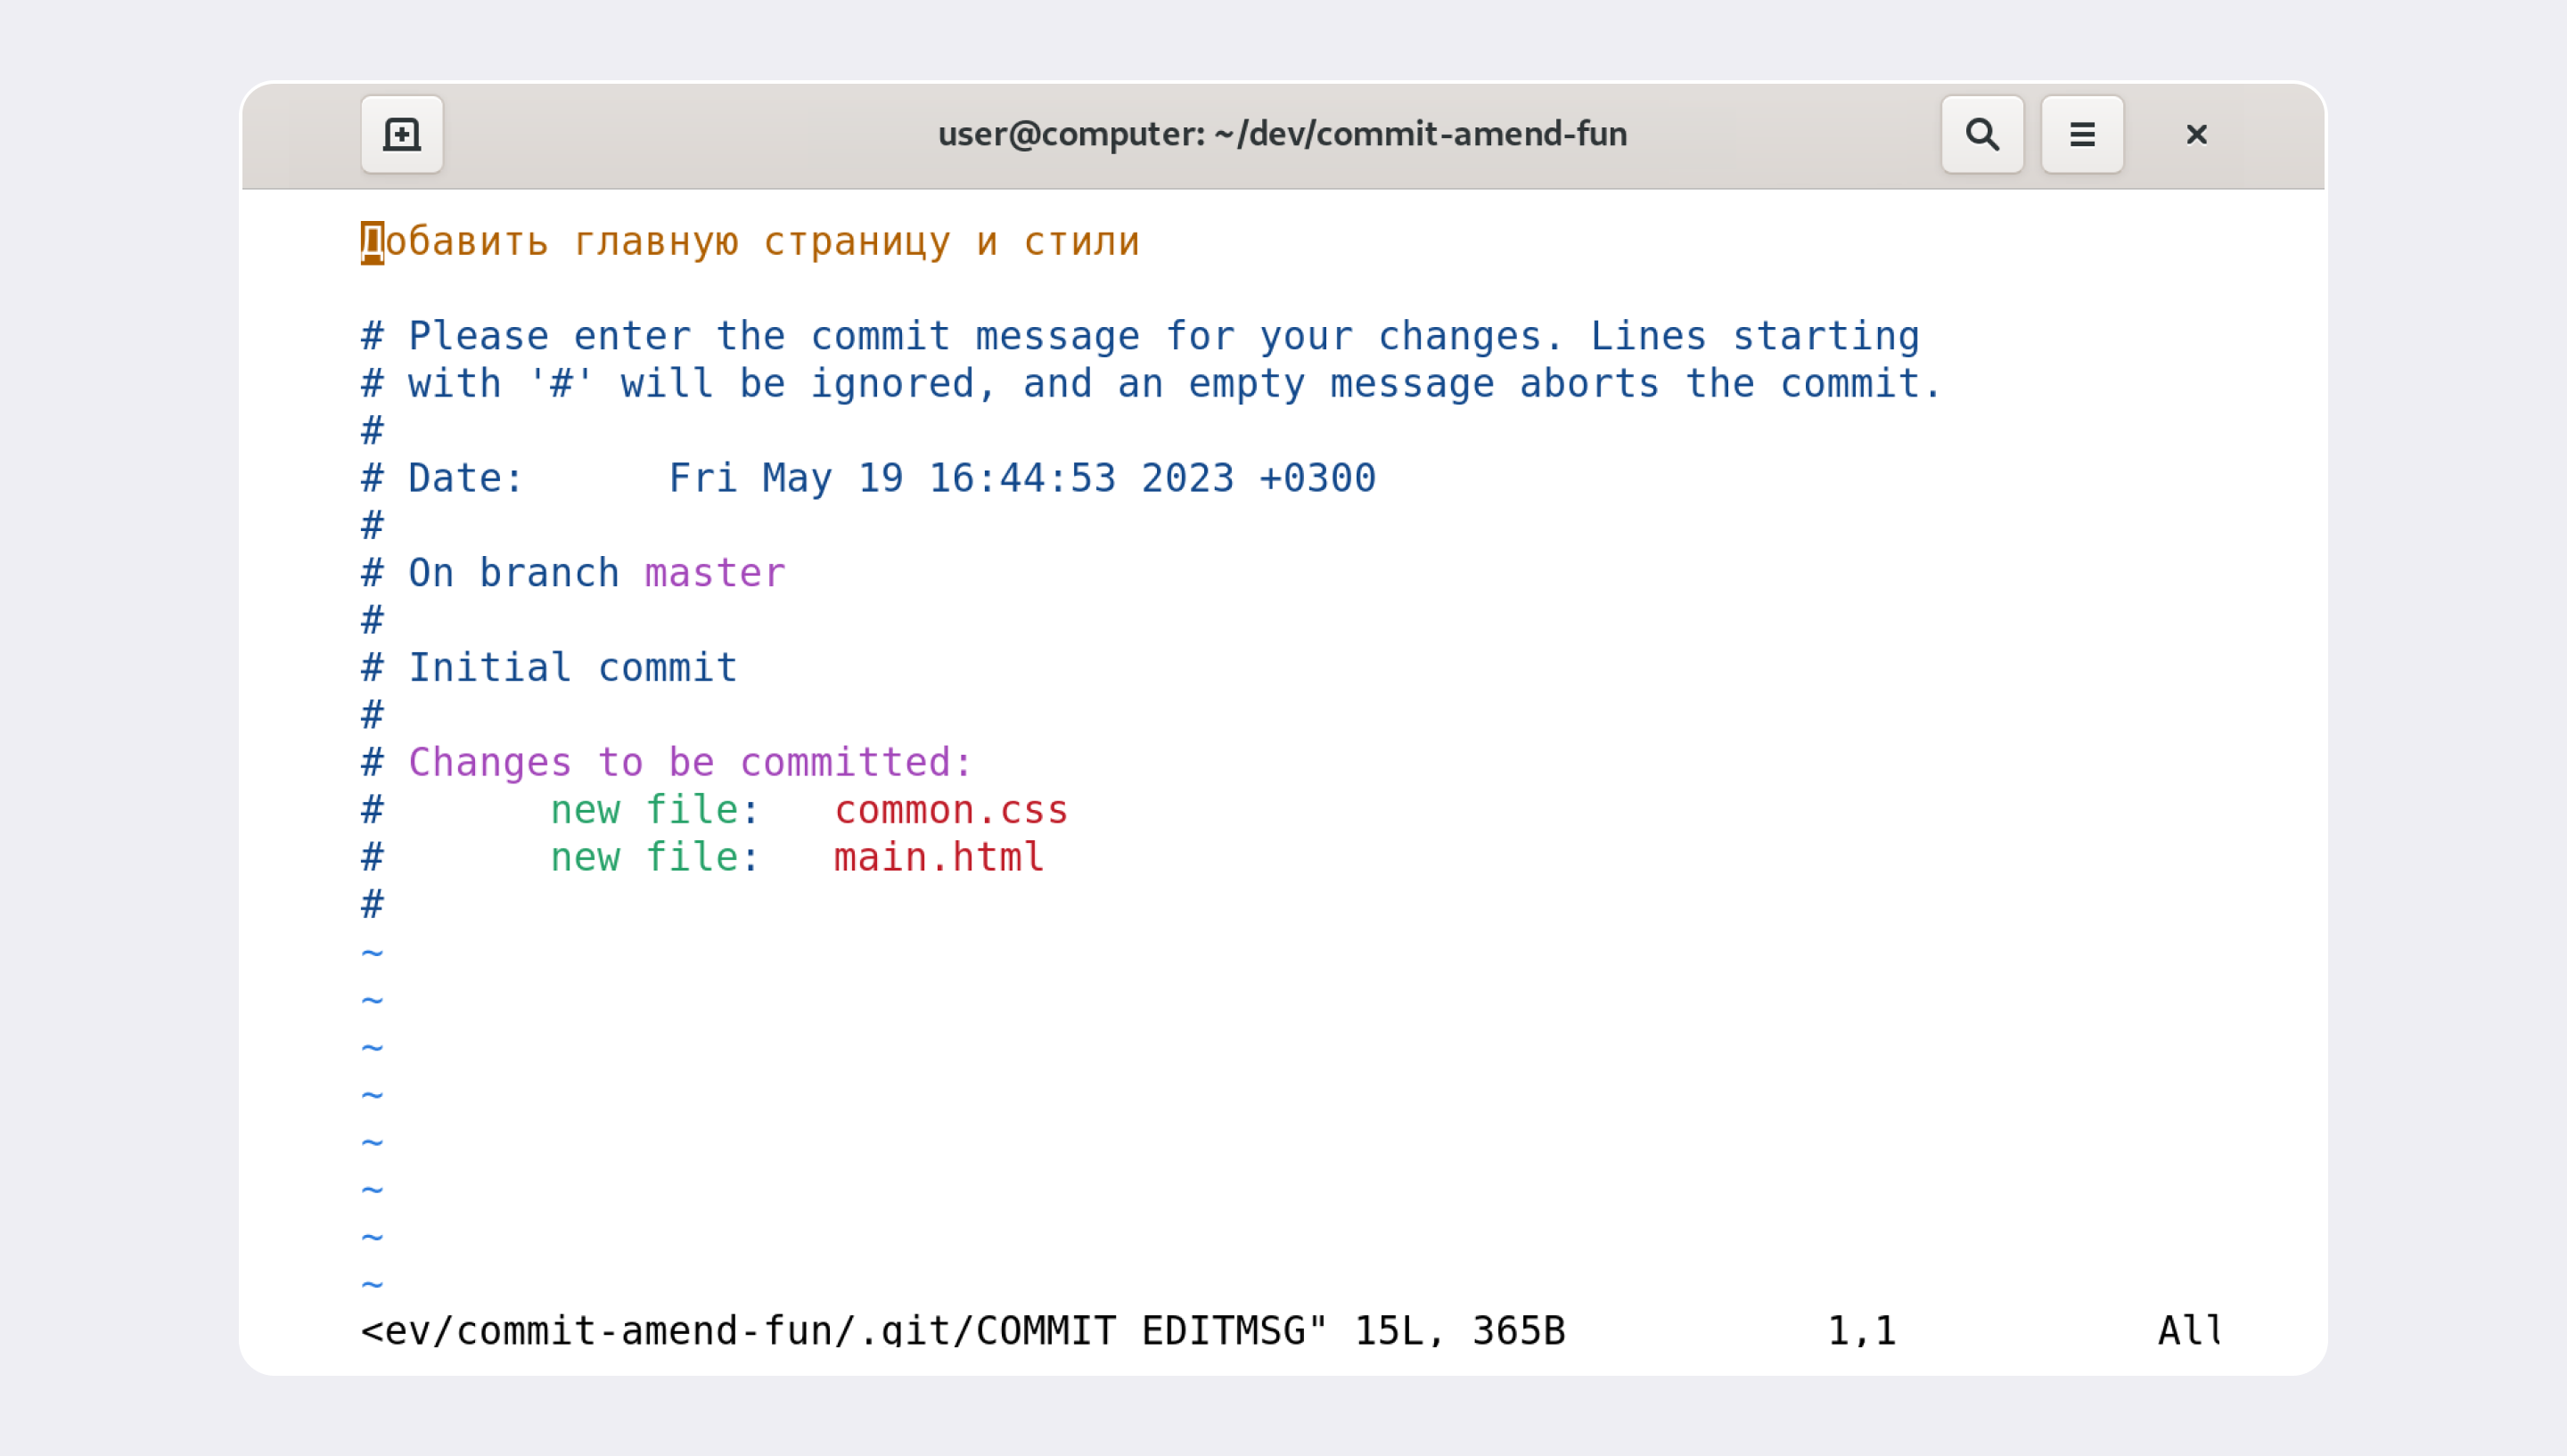 user@computer: ~/dev/commit-amend-fun
Добавить главную страницу и стили
# Please enter the commit message for your changes. Lines starting
# with '#' will be ignored, and an empty message aborts the commit.
#
# Date:      Fri May 19 16:44:53 2023 +0300
#
# On branch master
#
# Initial commit
#
# Changes to be committed:
#       new file:   common.css
#       new file:   main.html
#
~
~
~
~
~
~
~
~
<ev/commit-amend-fun/.git/COMMIT_EDITMSG" 15L, 365B           1,1           All